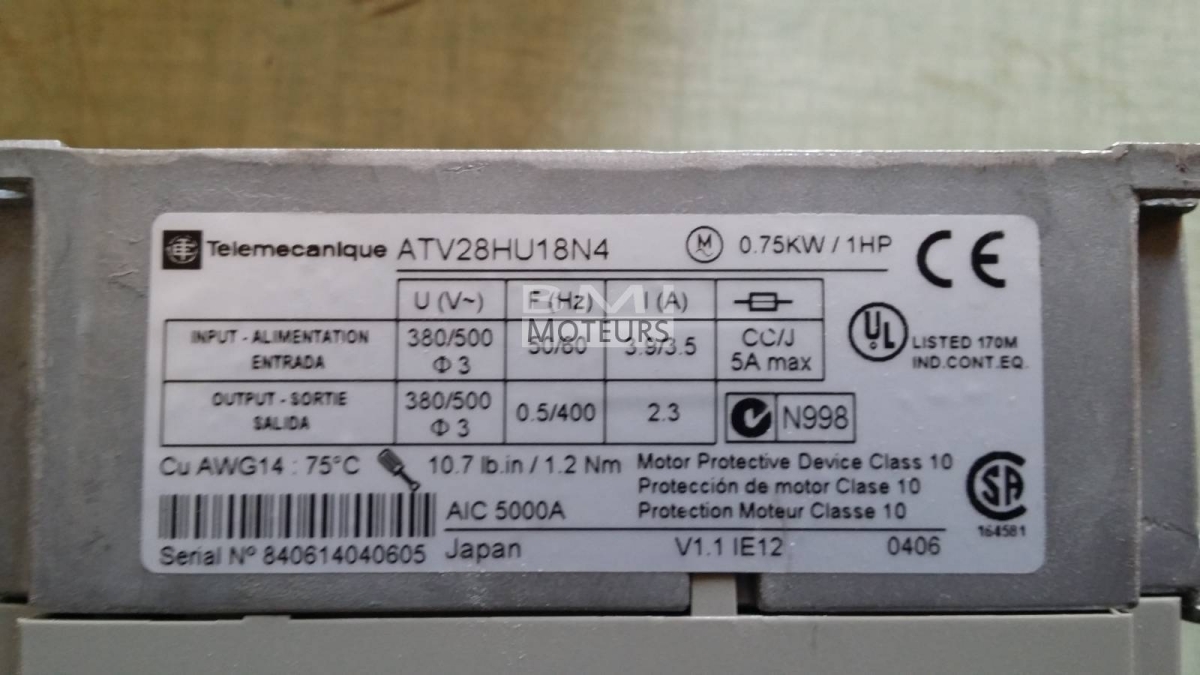 Telemecanique ATV28HU18N4 M 0.75KW / 1HP CE
U (V~) F (Hz) I (A)
BMI
MOTEURS
INPUT - ALIMENTATION
ENTRADA
380/500
Φ 3
50/60
3.9/3.5
CC/J
5A max
UL
LISTED 170M
IND.CONT.EQ.
OUTPUT - SORTIE
SALIDA
380/500
Φ 3
0.5/400
2.3
N998
Cu AWG14 : 75°C 10.7 lb.in / 1.2 Nm
Motor Protective Device Class 10
Protección de motor Clase 10
Protection Moteur Classe 10
AIC 5000A
SA
164581
Serial Nº 840614040605
Japan V1.1 IE12 0406